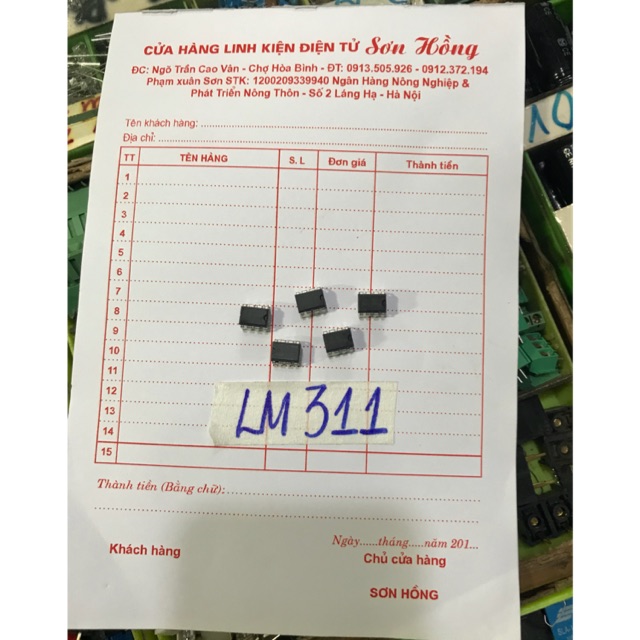 CỬA HÀNG LINH KIỆN ĐIỆN TỬ Sơn Hồng
ĐC: Ngõ Trần Cao Vân - Chợ Hòa Bình - ĐT: 0913.505.926 - 0912.372.194
Phạm xuân Sơn STK: 1200209339940 Ngân Hàng Nông Nghiệp &
Phát Triển Nông Thôn - Số 2 Láng Hạ - Hà Nội
Tên khách hàng:
Địa chỉ:
TT TÊN HÀNG S. L Đơn giá Thành tiền
1
2
3
4
5
6
7
8
9
10
11
12
13
14
15
LM 311
Thành tiền (Bằng chữ):
Ngày......tháng.....năm 201...
Khách hàng Chủ cửa hàng
SƠN HỒNG